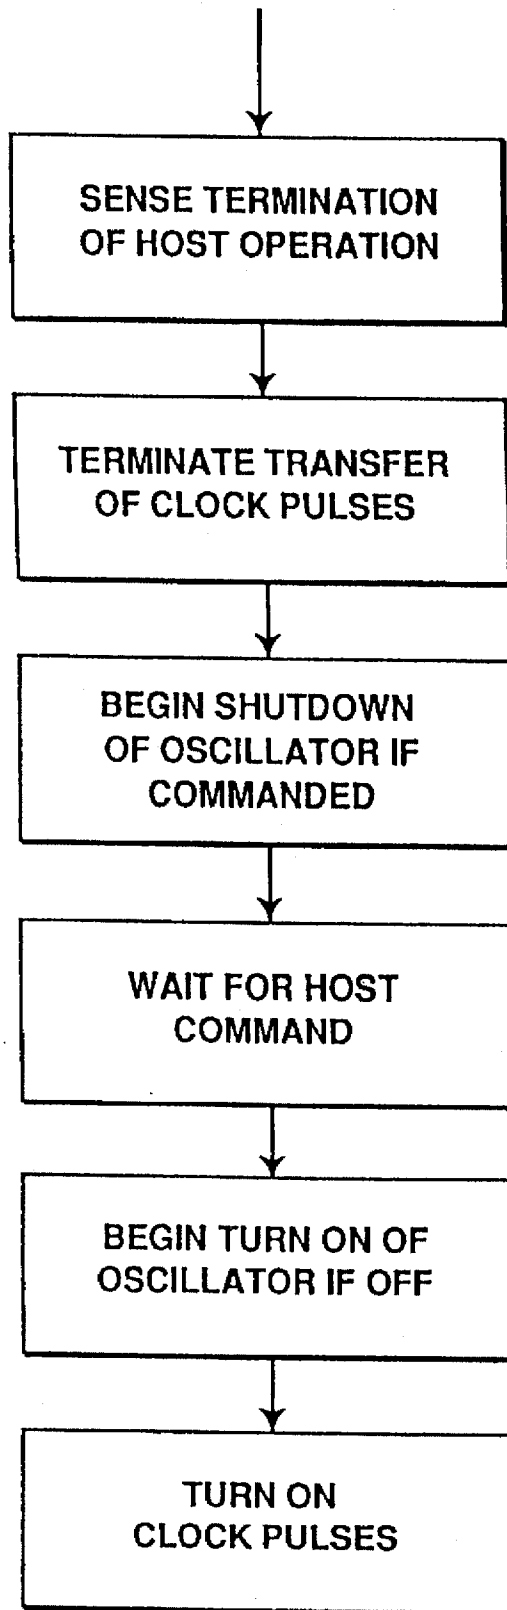 SENSE TERMINATION
OF HOST OPERATION
TERMINATE TRANSFER
OF CLOCK PULSES
BEGIN SHUTDOWN
OF OSCILLATOR IF
COMMANDED
WAIT FOR HOST
COMMAND
BEGIN TURN ON OF
OSCILLATOR IF OFF
TURN ON
CLOCK PULSES